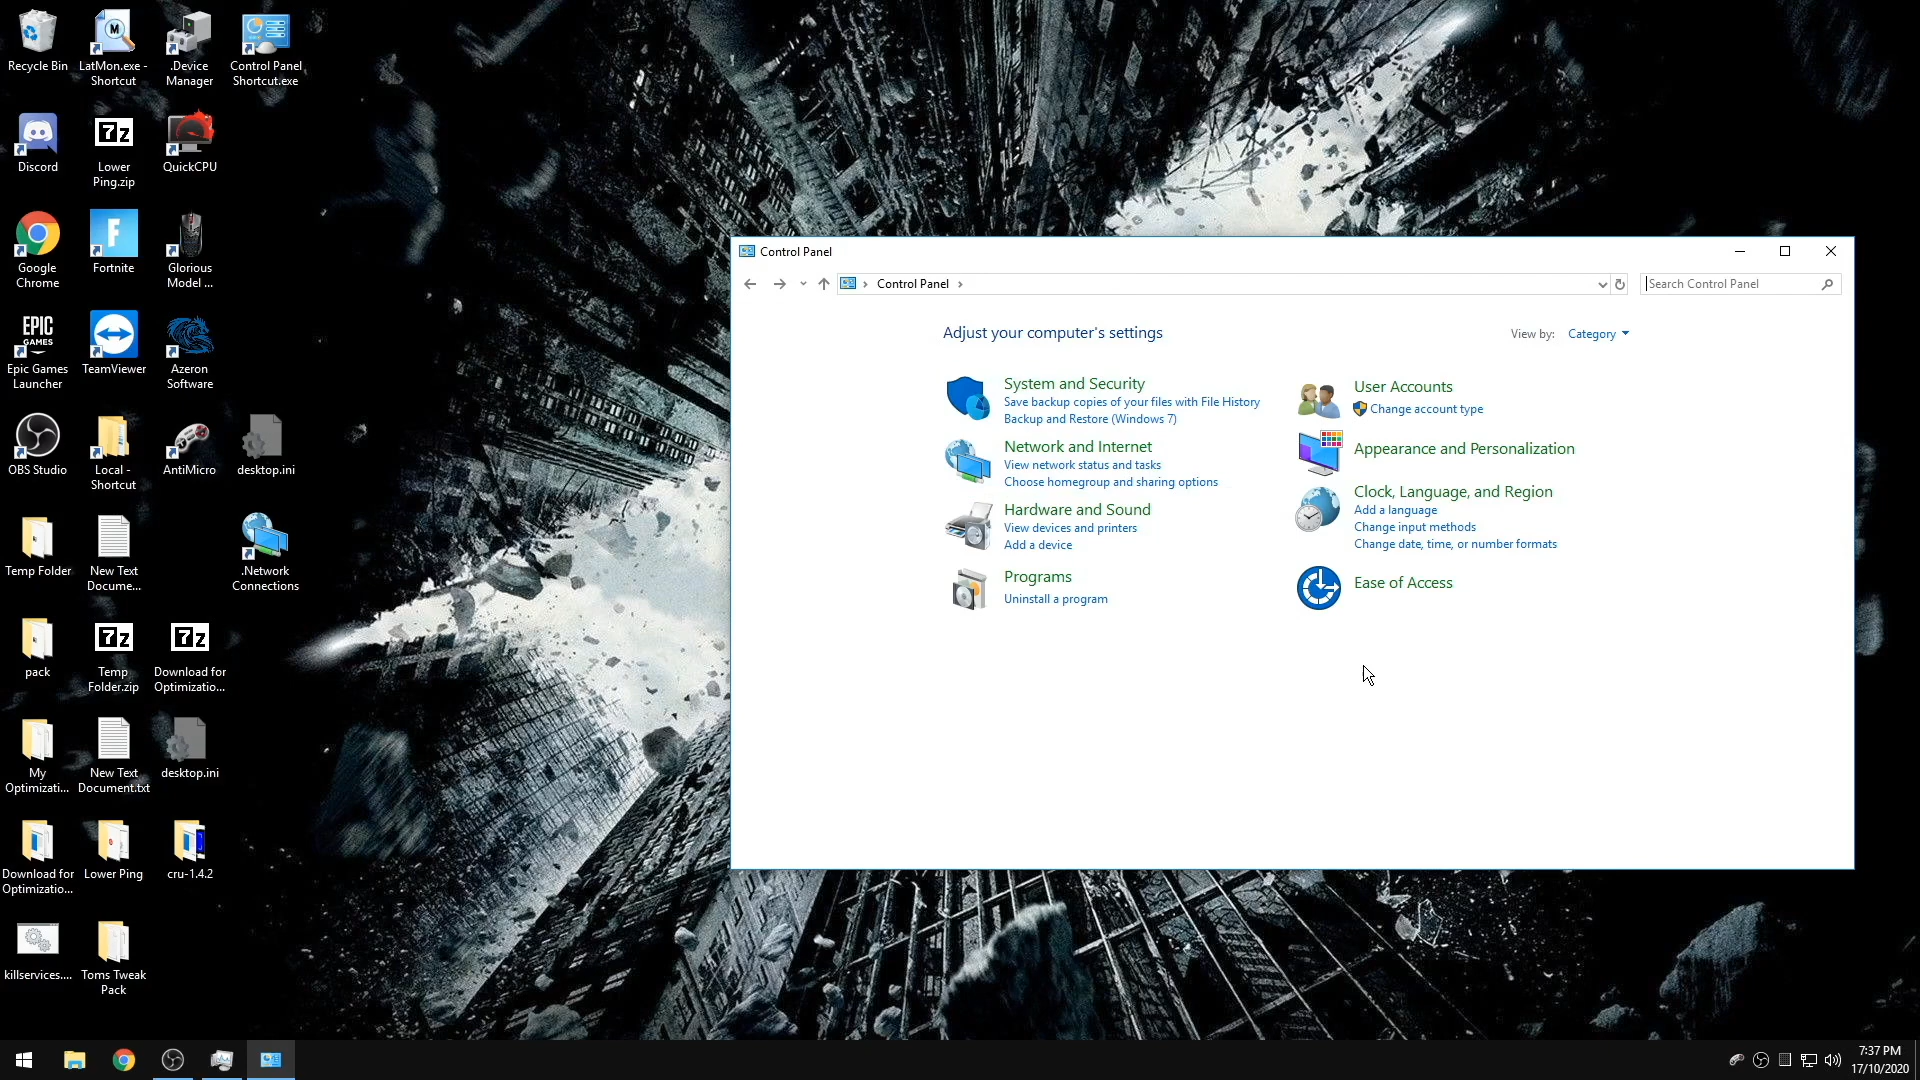 Recycle Bin
LatMon.exe -
Shortcut
.Device
Manager
Control Panel
Shortcut.exe
M
Discord
7z
Lower
Ping.zip
QuickCPU
Google
Chrome
F
Fortnite
Glorious
Model ...
EPIC
GAMES
Epic Games
Launcher
TeamViewer
Azeron
Software
OBS Studio
Local -
Shortcut
AntiMicro
desktop.ini
Temp Folder
New Text
Docume...
.Network
Connections
pack
7z
Temp
Folder.zip
7z
Download for
Optimizatio...
My
Optimizati...
New Text
Document.txt
desktop.ini
Download for
Optimizatio...
Lower Ping
cru-1.4.2
killservices....
Toms Tweak
Pack
Control Panel
Control Panel
Search Control Panel
Adjust your computer's settings
View by: Category
System and Security
Save backup copies of your files with File History
Backup and Restore (Windows 7)
Network and Internet
View network status and tasks
Choose homegroup and sharing options
Hardware and Sound
View devices and printers
Add a device
Programs
Uninstall a program
User Accounts
Change account type
Appearance and Personalization
Clock, Language, and Region
Add a language
Change input methods
Change date, time, or number formats
Ease of Access
7:37 PM
17/10/2020